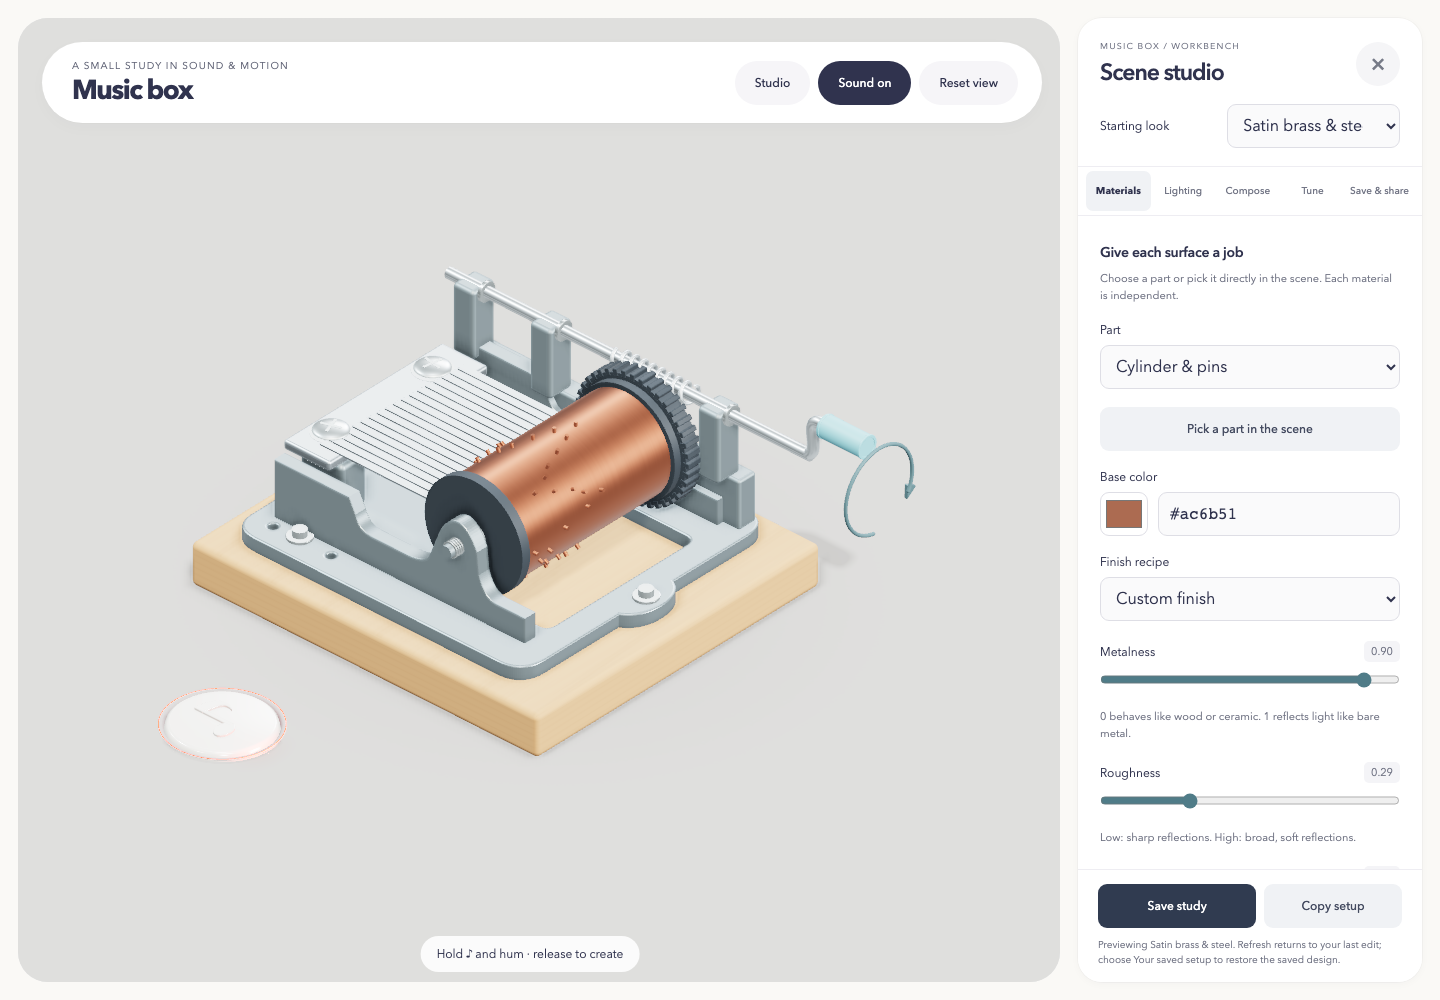 A SMALL STUDY IN SOUND & MOTION
Music box
Studio
Sound on
Reset view
Hold ♪ and hum · release to create
MUSIC BOX / WORKBENCH
Scene studio
Starting look
Satin brass & ste
Materials
Lighting
Compose
Tune
Save & share
Give each surface a job
Choose a part or pick it directly in the scene. Each material
is independent.
Part
Cylinder & pins
Pick a part in the scene
Base color
#ac6b51
Finish recipe
Custom finish
Metalness
0.90
0 behaves like wood or ceramic. 1 reflects light like bare
metal.
Roughness
0.29
Low: sharp reflections. High: broad, soft reflections.
Save study
Copy setup
Previewing Satin brass & steel. Refresh returns to your last edit;
choose Your saved setup to restore the saved design.